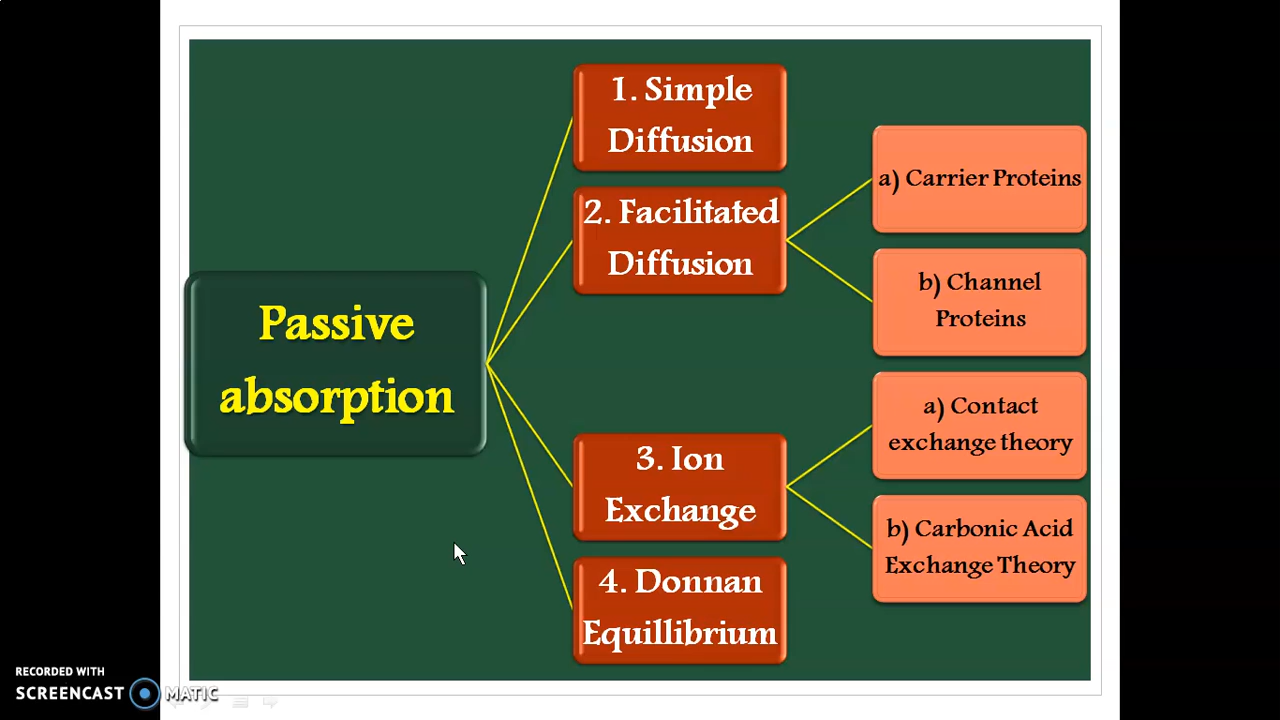 Passive
absorption
1. Simple
Diffusion
2. Facilitated
Diffusion
a) Carrier Proteins
b) Channel
Proteins
3. Ion
Exchange
a) Contact
exchange theory
b) Carbonic Acid
Exchange Theory
4. Donnan
Equillibrium
RECORDED WITH
SCREENCAST MATIC